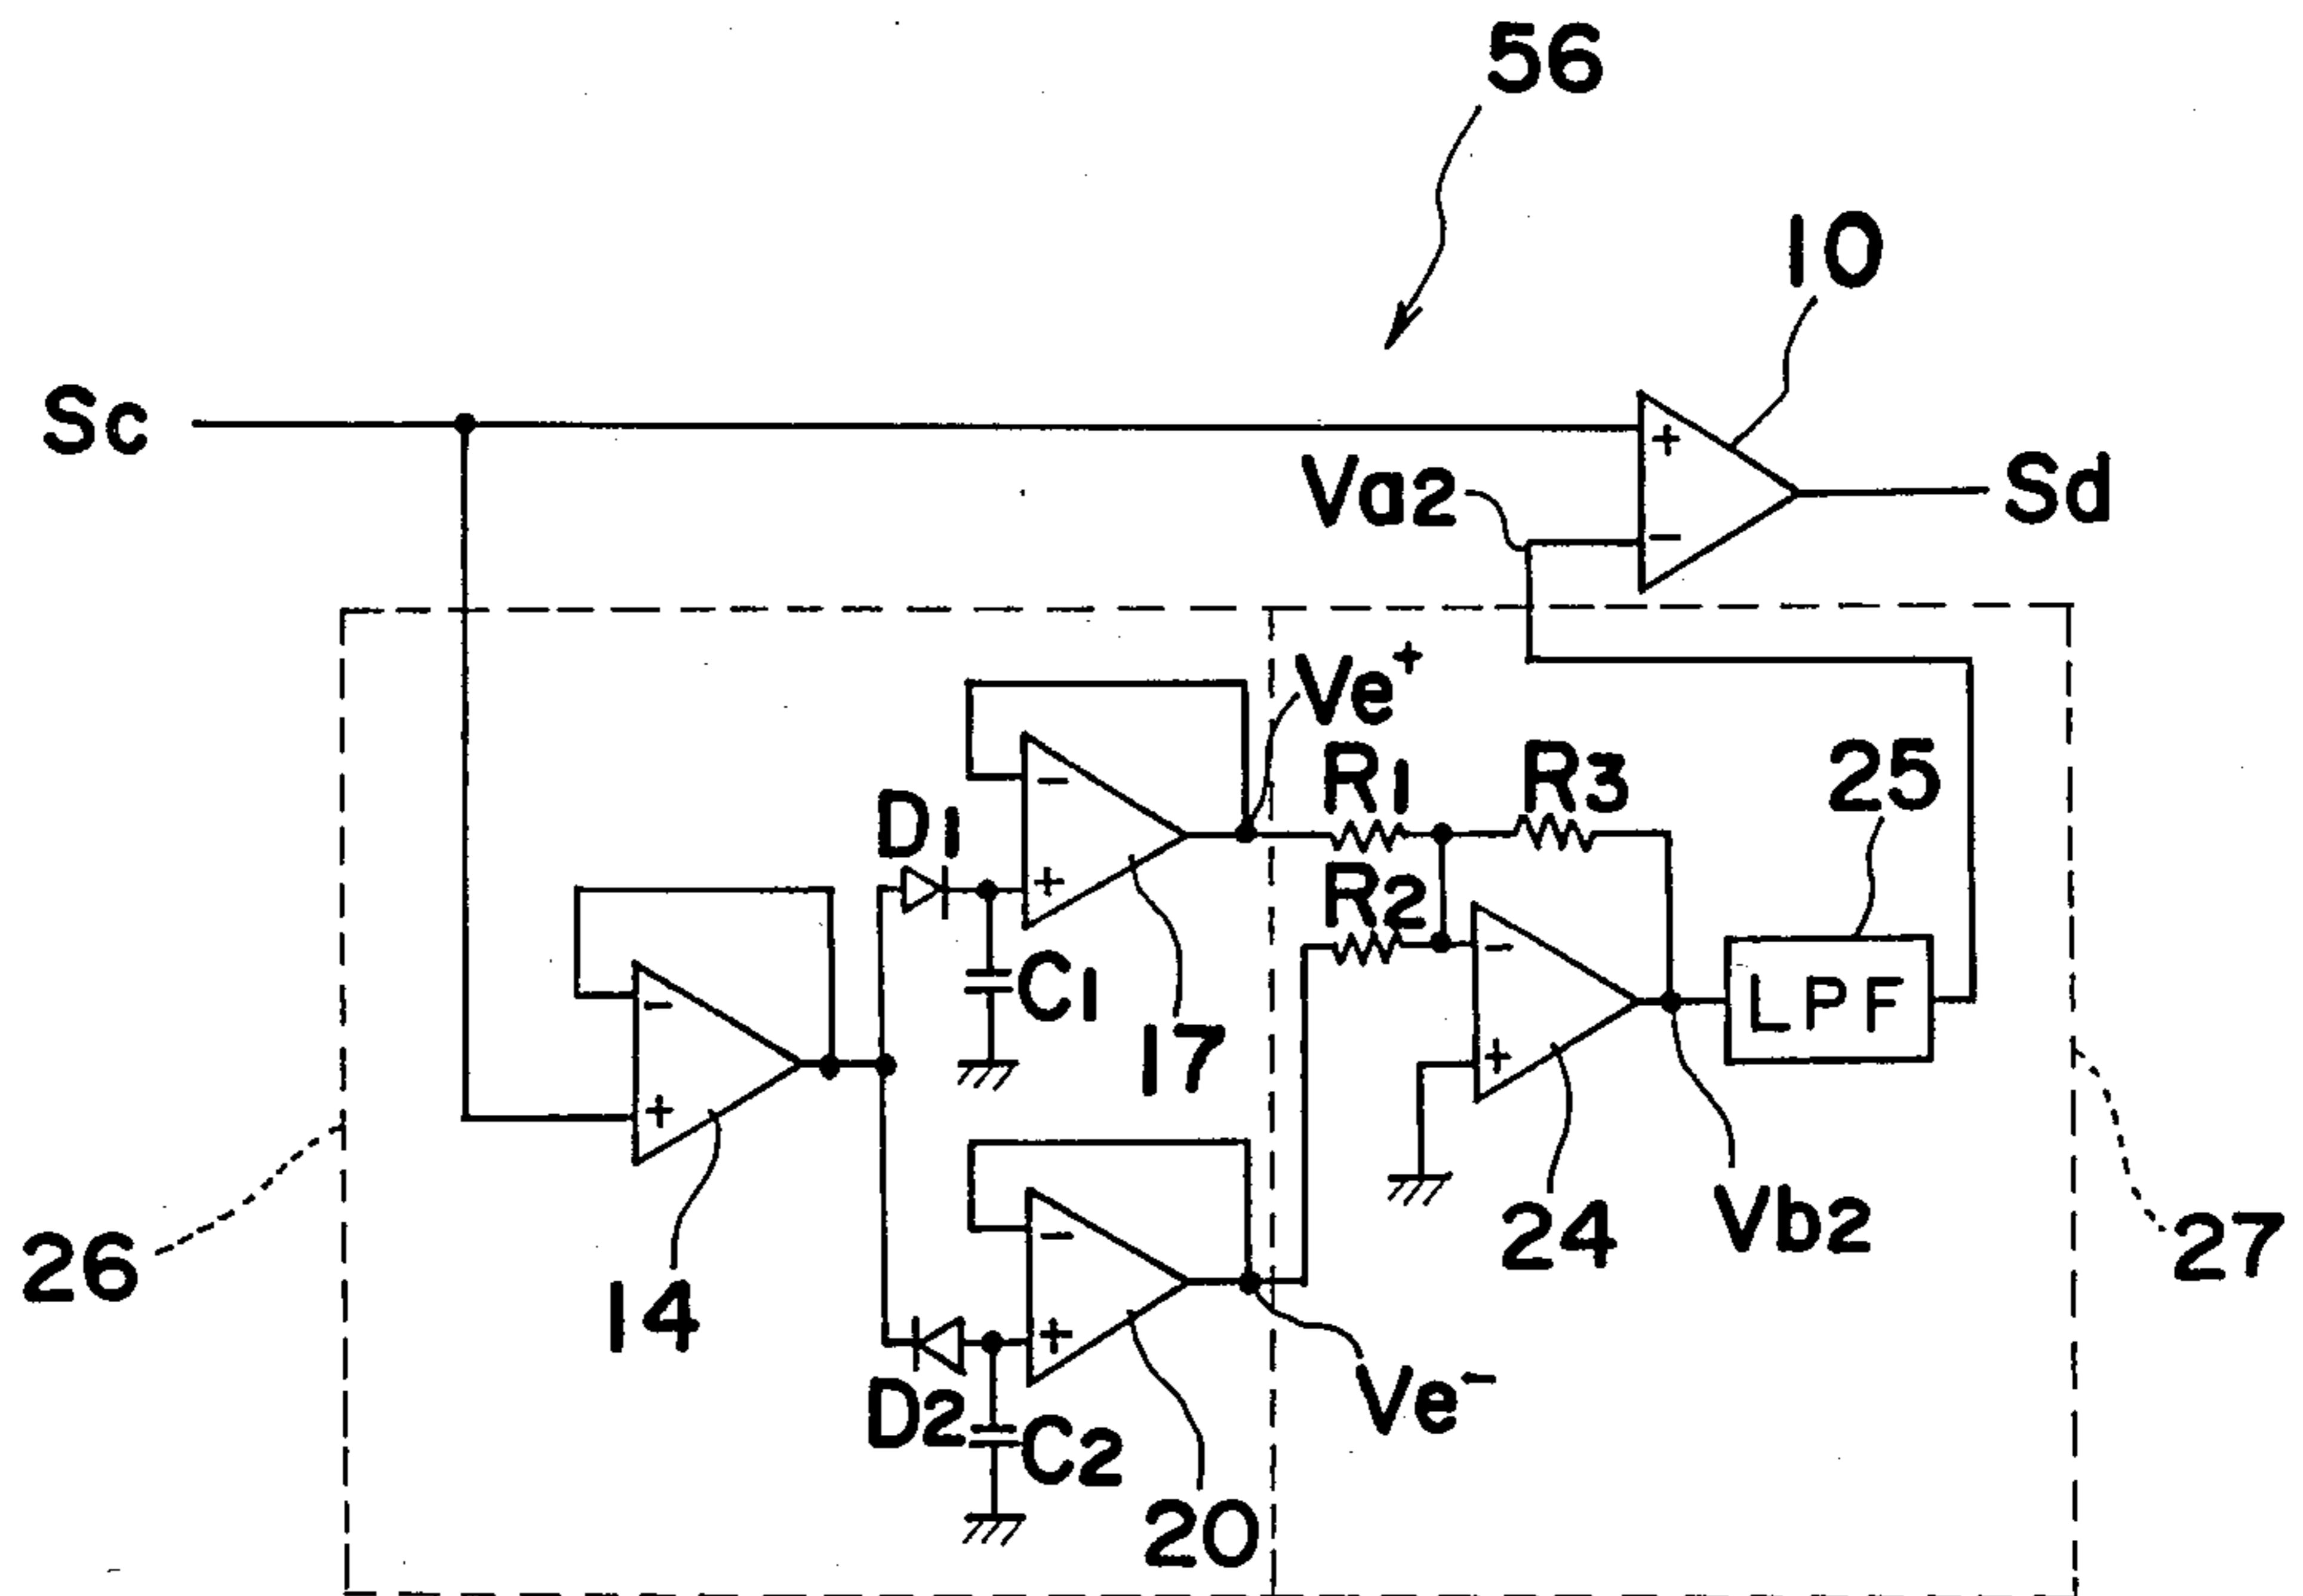 56
10
Sc
+
Va2
Sd
−
Ve+
R1
R3
25
D1
−
+
R2
C1
−
LPF
17
−
+
+
26
14
24
Vb2
27
−
+
D2
C2
Ve−
20